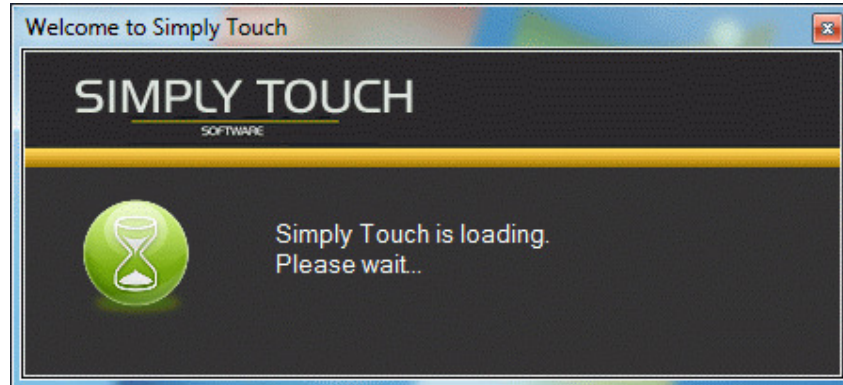 Welcome to Simply Touch
SIMPLY TOUCH
SOFTWARE
Simply Touch is loading.
Please wait...